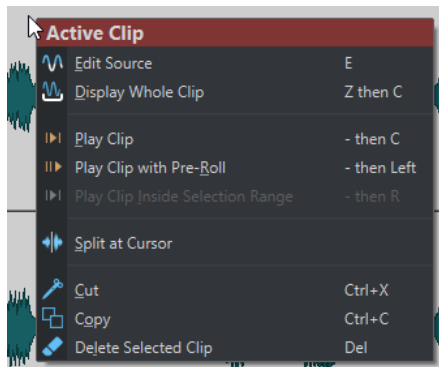 Active Clip
Edit Source E
Display Whole Clip Z then C
Play Clip - then C
Play Clip with Pre-Roll - then Left
Play Clip Inside Selection Range - then R
Split at Cursor
Cut Ctrl+X
Copy Ctrl+C
Delete Selected Clip Del